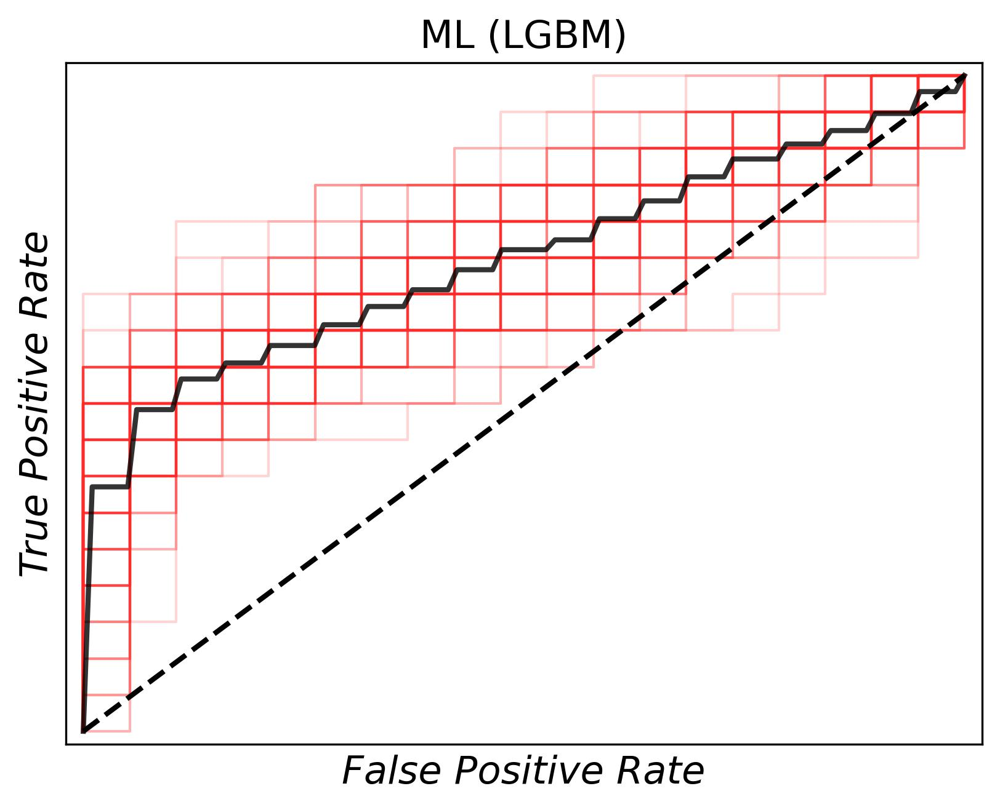 ML (LGBM)
True Positive Rate
False Positive Rate